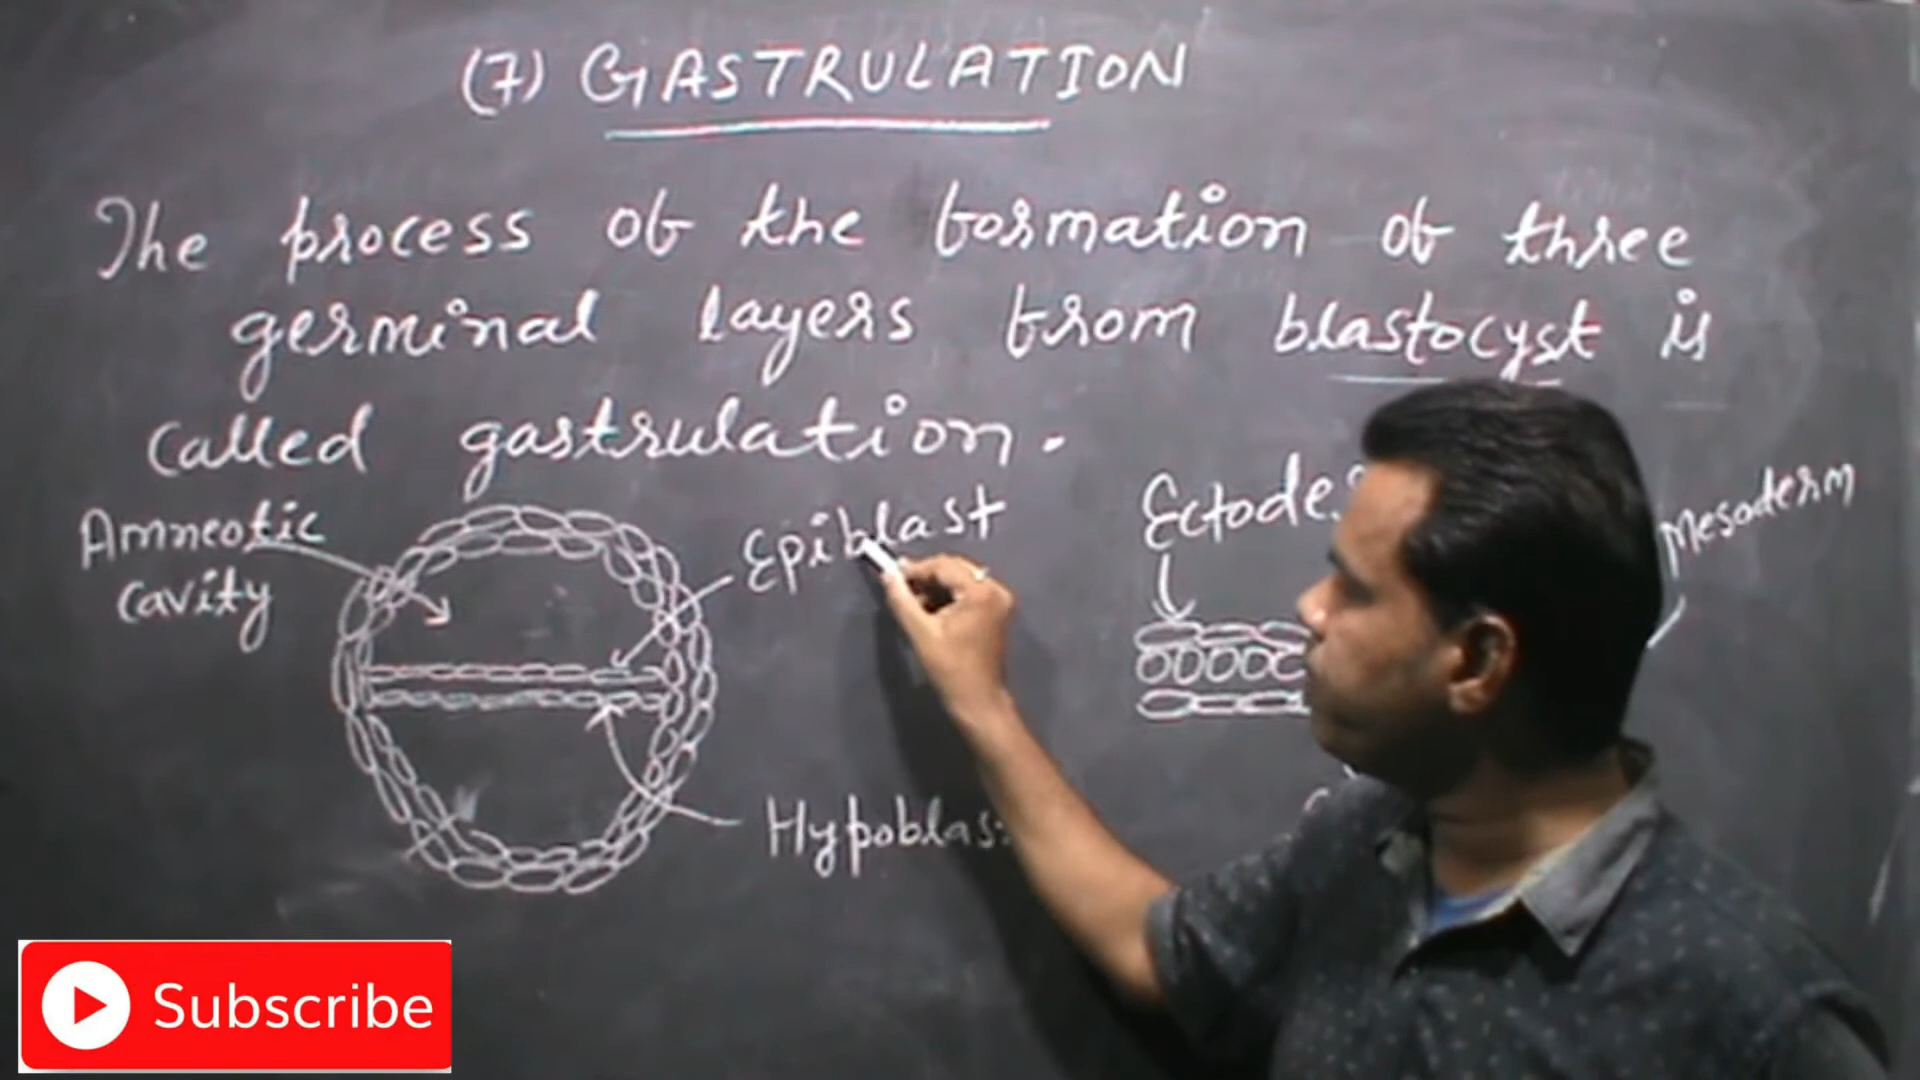 (7) GASTRULATION
The process of the formation of three
germinal layers from blastocyst is
called gastrulation.
Amneotic
cavity
Epiblast
Hypoblas
Ectode
Mesoderm
Subscribe